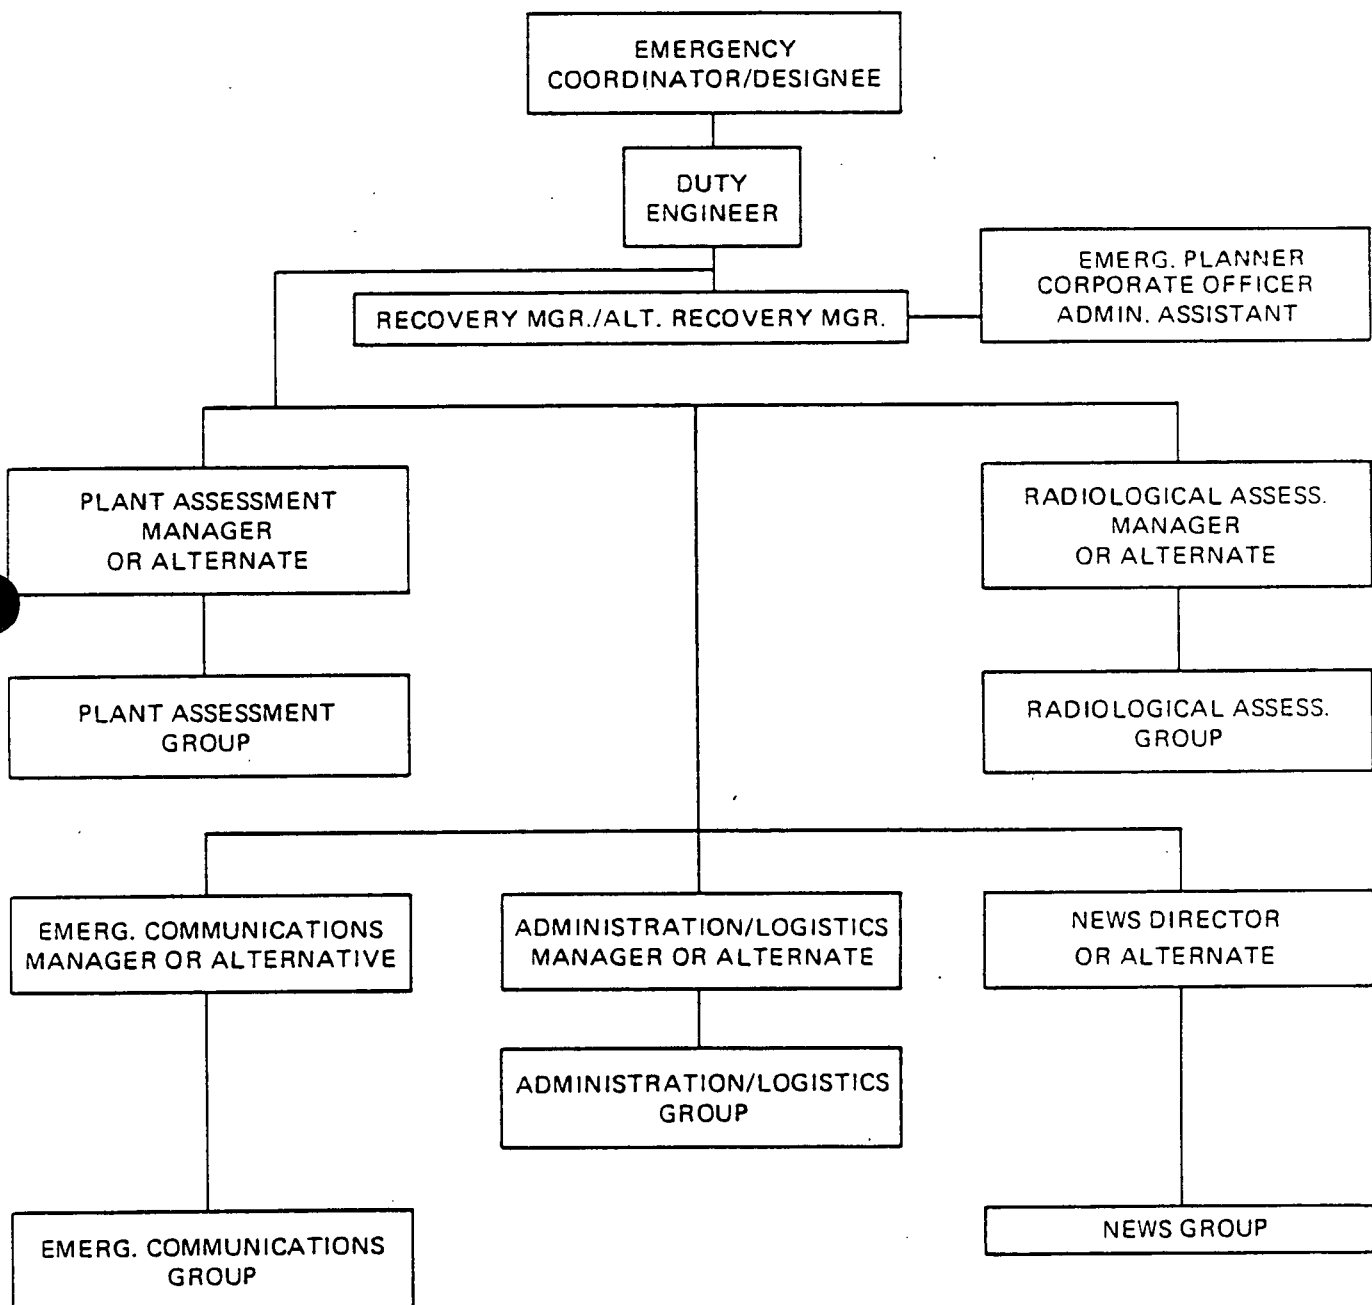 EMERGENCY
COORDINATOR/DESIGNEE
DUTY
ENGINEER
EMERG. PLANNER
CORPORATE OFFICER
ADMIN. ASSISTANT
RECOVERY MGR./ALT. RECOVERY MGR.
PLANT ASSESSMENT
MANAGER
OR ALTERNATE
RADIOLOGICAL ASSESS.
MANAGER
OR ALTERNATE
PLANT ASSESSMENT
GROUP
RADIOLOGICAL ASSESS.
GROUP
EMERG. COMMUNICATIONS
MANAGER OR ALTERNATIVE
ADMINISTRATION/LOGISTICS
MANAGER OR ALTERNATE
NEWS DIRECTOR
OR ALTERNATE
ADMINISTRATION/LOGISTICS
GROUP
EMERG. COMMUNICATIONS
GROUP
NEWS GROUP